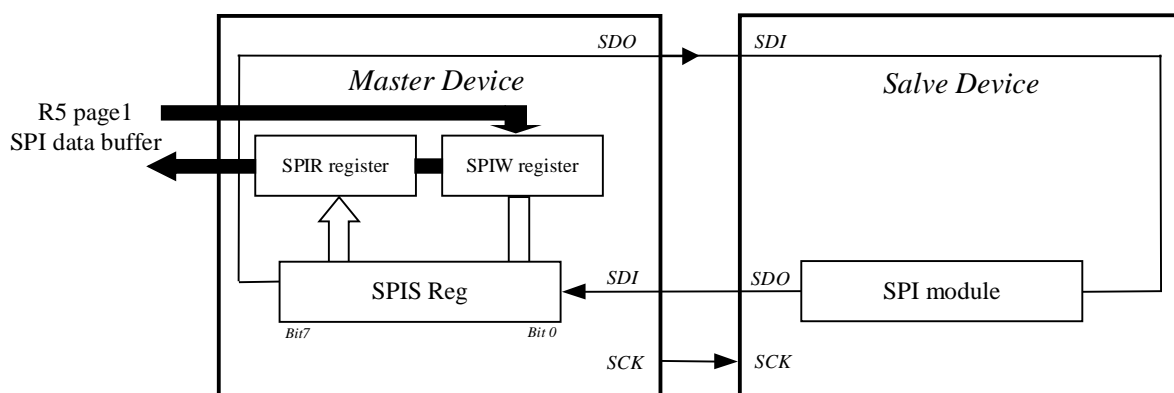 SDO
SDI
Master Device
Salve Device
R5 page1
SPI data buffer
SPIR register
SPIW register
SPIS Reg
SDI
SDO
SPI module
Bit7
Bit 0
SCK
SCK